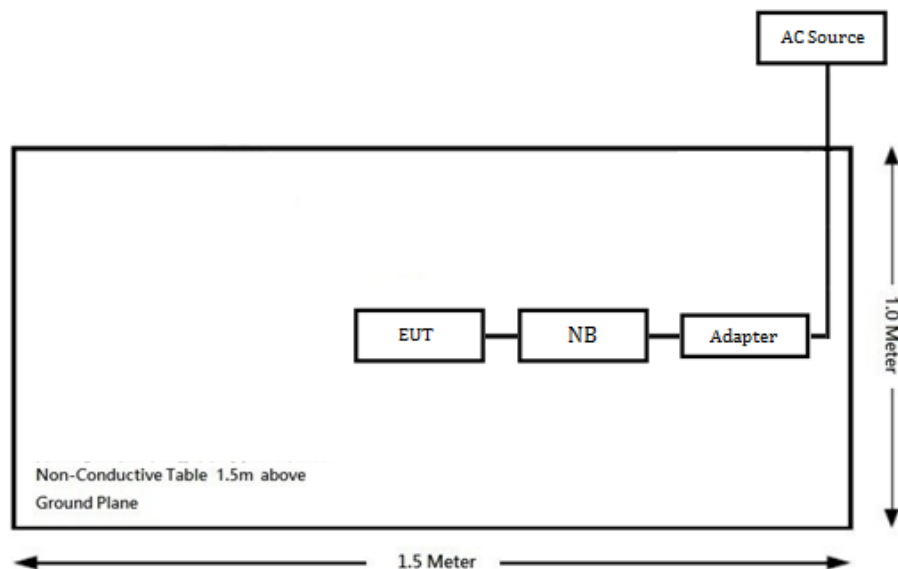 AC Source
EUT
NB
Adapter
1.0 Meter
Non-Conductive Table 1.5m above
Ground Plane
1.5 Meter